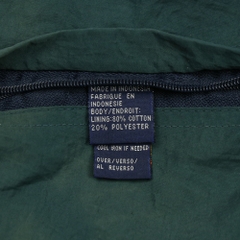 MADE IN INDONESIA
FABRIQUE EN
INDONESIE
BODY/ENDROIT:
LINING:80% COTTON
20% POLYESTER
COOL IRON IF NEEDED
OVER/VERSO/
AL REVERSO